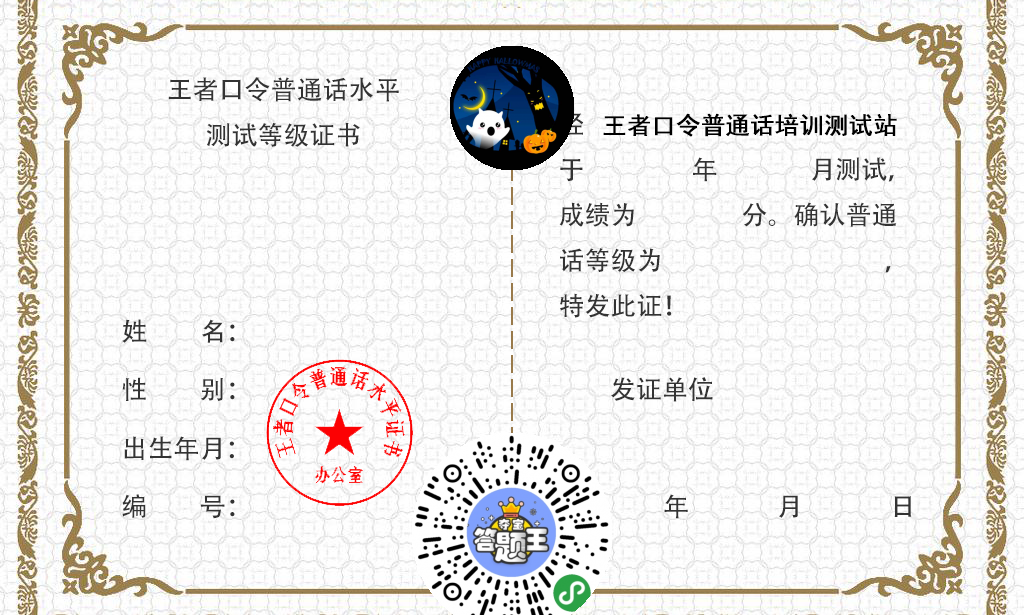 王者口令普通话水平
测试等级证书
姓 名：
性 别：
出生年月：
编 号：
王者口令普通话水平证书
办公室
HAPPY HALLOWMAS
经 王者口令普通话培训测试站
于 年 月测试，
成绩为 分。确认普通
话等级为 ，
特发此证！
发证单位
年 月 日
夺宝
答题王